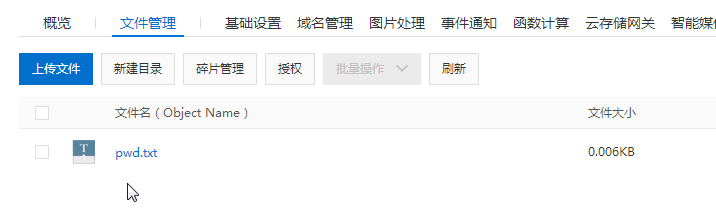 概览 文件管理 基础设置 域名管理 图片处理 事件通知 函数计算 云存储网关 智能媒
上传文件 新建目录 碎片管理 授权 批量操作 刷新
文件名（Object Name） 文件大小
pwd.txt 0.006KB